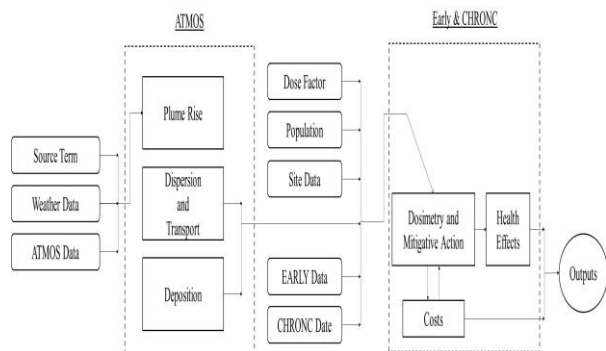 ATMOS
Early & CHRONC
Plume Rise
Dose Factor
Population
Source Term
Site Data
Weather Data
Dispersion
and
Transport
Dosimetry and
Mitigative Action
Health
Effects
ATMOS Data
Deposition
EARLY Data
Outputs
CHRONC Date
Costs